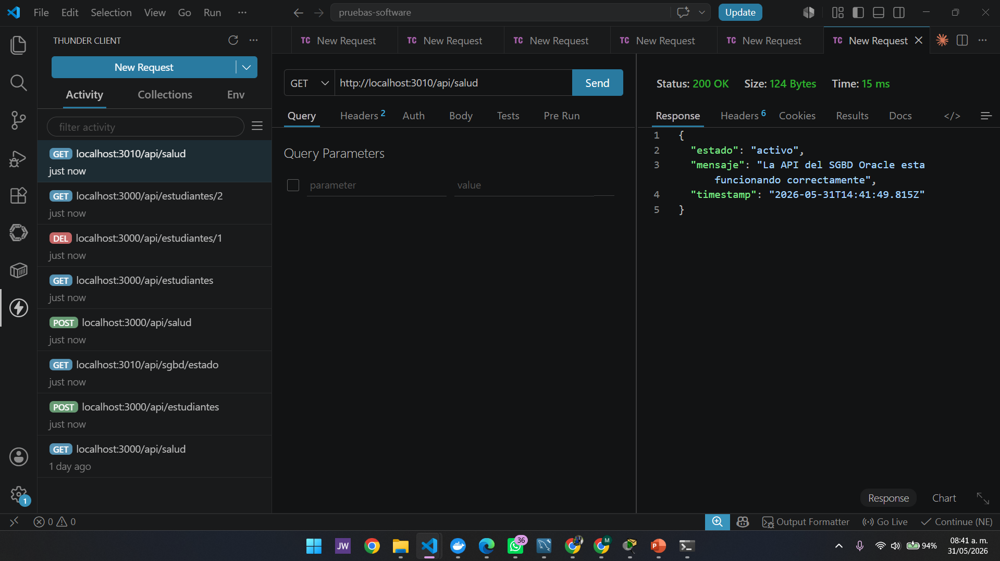 File Edit Selection View Go Run ···
pruebas-software
Update
THUNDER CLIENT
New Request
Activity Collections Env
filter activity
GET localhost:3010/api/salud
just now
GET localhost:3000/api/estudiantes/2
just now
DEL localhost:3000/api/estudiantes/1
just now
GET localhost:3000/api/estudiantes
just now
POST localhost:3000/api/salud
just now
GET localhost:3010/api/sgbd/estado
just now
POST localhost:3000/api/estudiantes
just now
GET localhost:3000/api/salud
1 day ago
1
TC New Request TC New Request TC New Request TC New Request TC New Request TC New Request
GET http://localhost:3010/api/salud Send
Query Headers 2 Auth Body Tests Pre Run
Query Parameters
parameter value
Status: 200 OK Size: 124 Bytes Time: 15 ms
Response Headers 6 Cookies Results Docs </>
1 {
2 "estado": "activo",
3 "mensaje": "La API del SGBD Oracle esta
funcionando correctamente",
4 "timestamp": "2026-05-31T14:41:49.815Z"
5 }
Response Chart
0 0
Output Formatter Go Live Continue (NE)
JW
36
M
P
94%
08:41 a. m.
31/05/2026